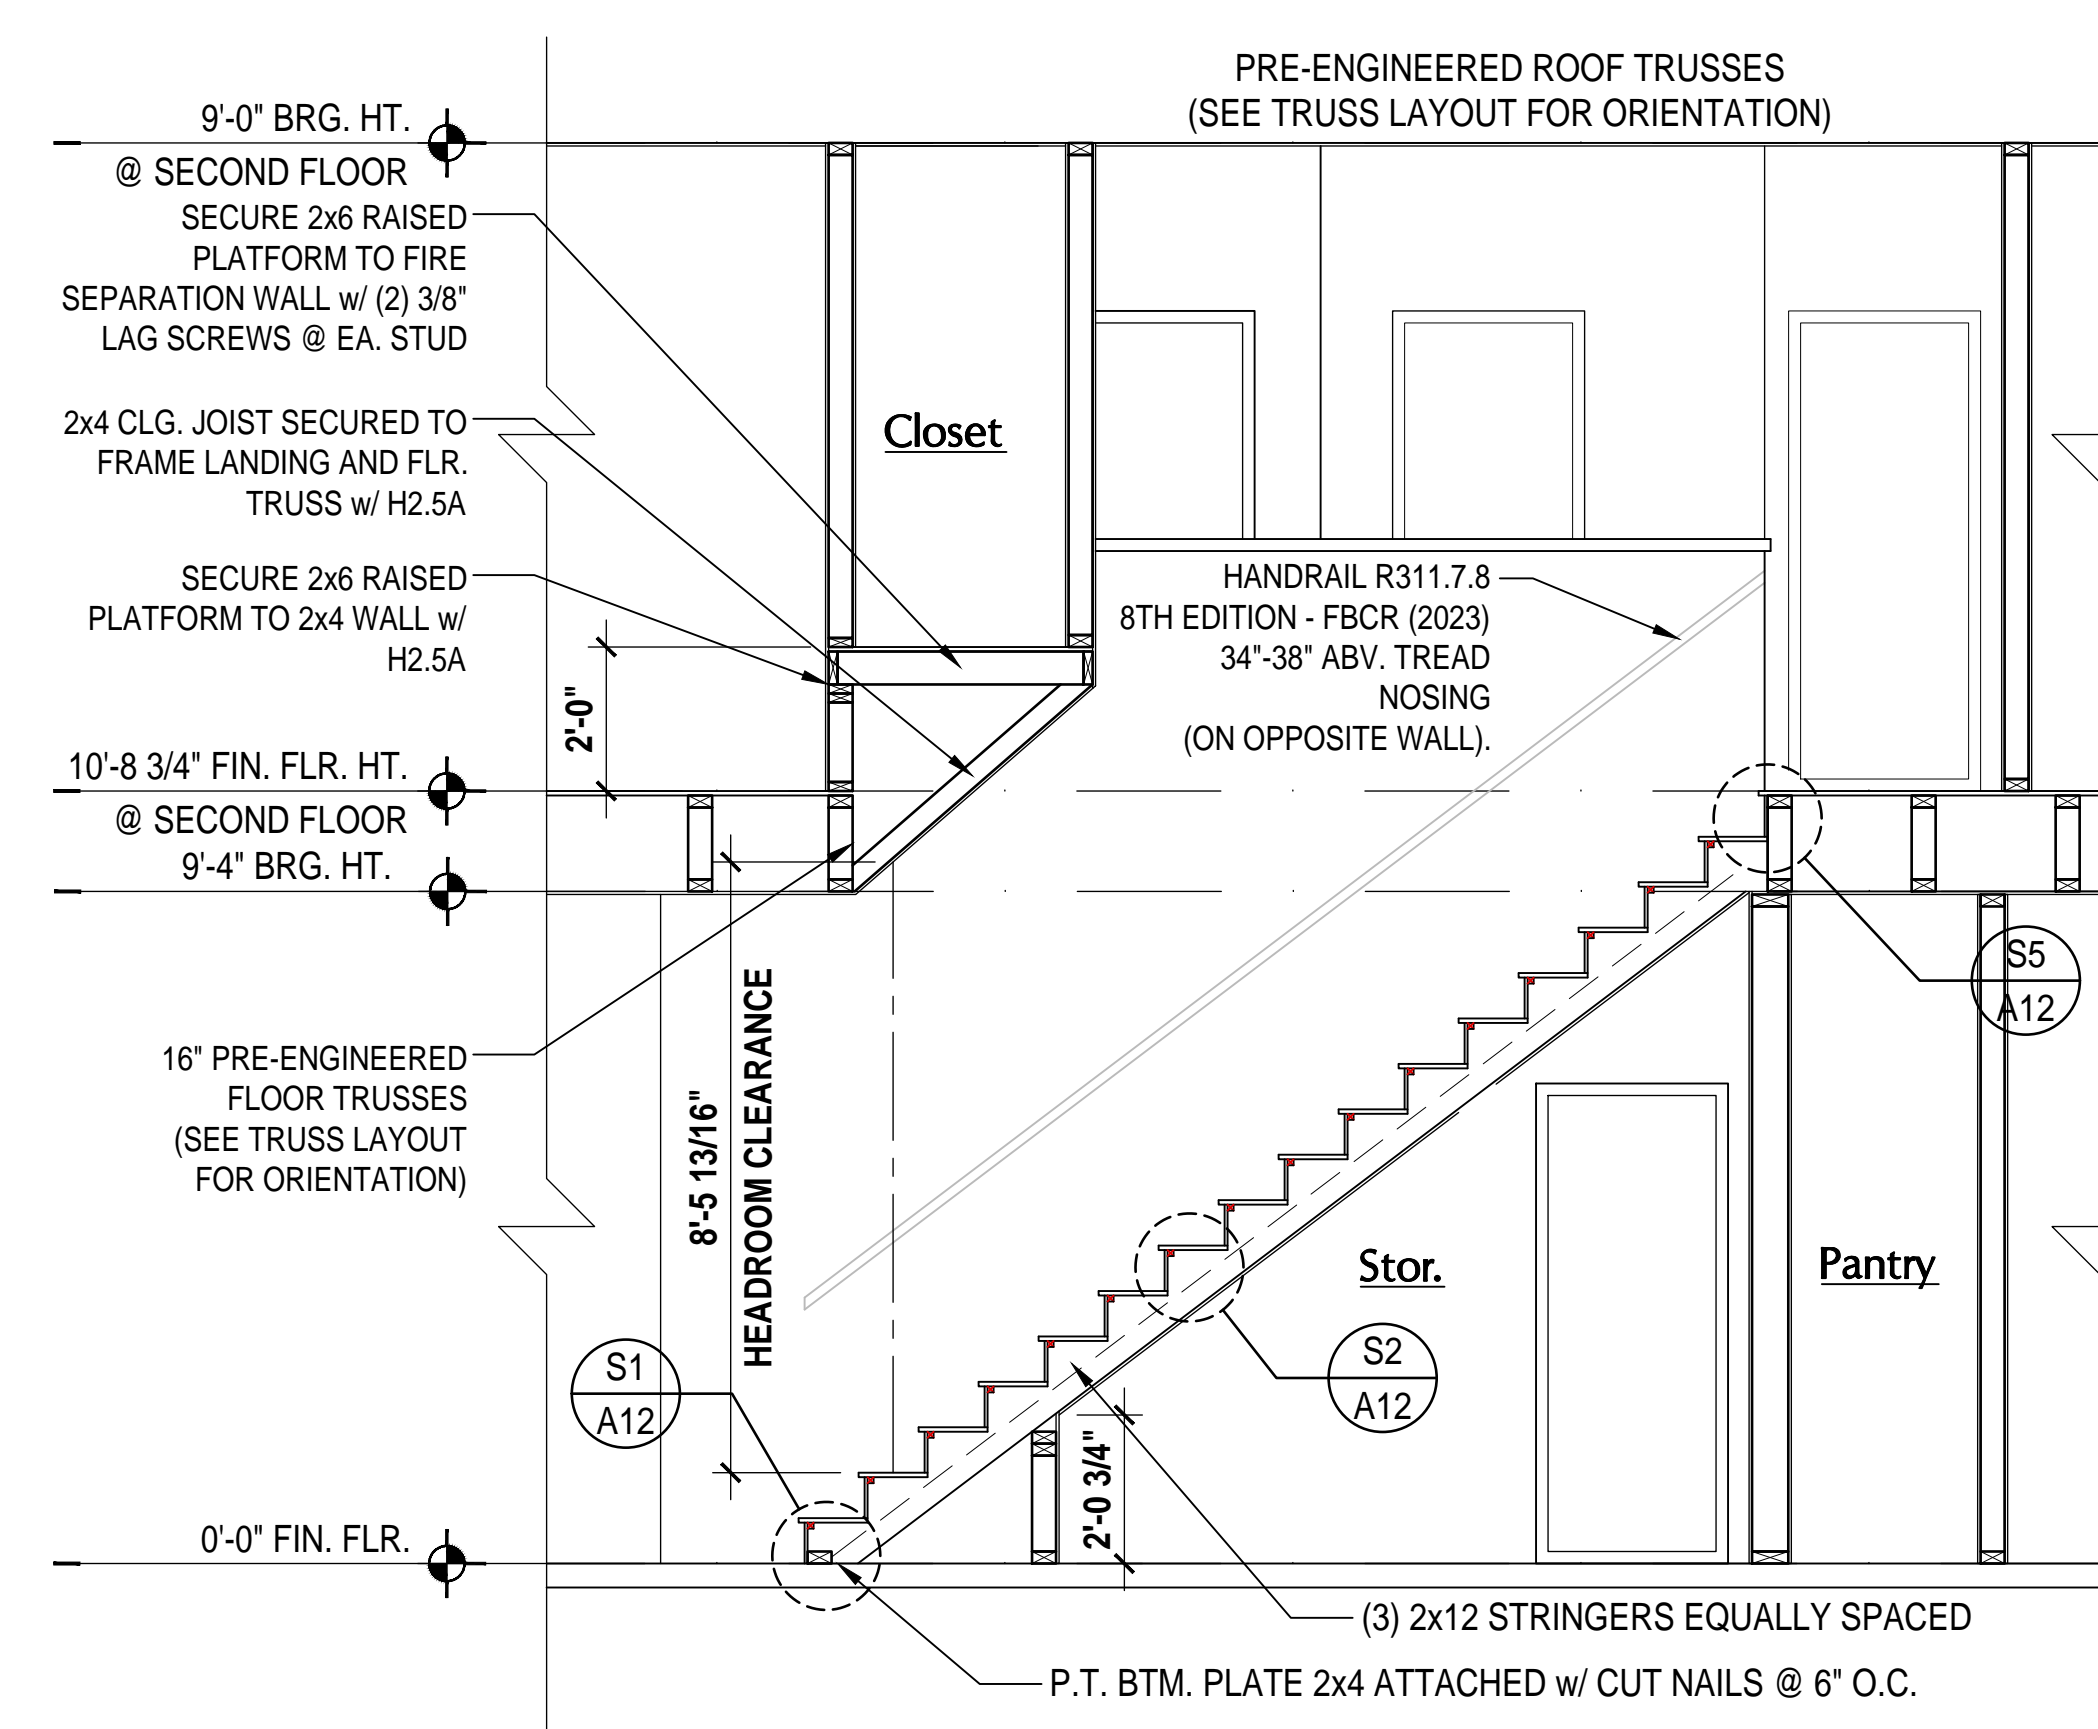 PRE-ENGINEERED ROOF TRUSSES
(SEE TRUSS LAYOUT FOR ORIENTATION)
9'-0" BRG. HT.
@ SECOND FLOOR
SECURE 2x6 RAISED
PLATFORM TO FIRE
SEPARATION WALL w/ (2) 3/8"
LAG SCREWS @ EA. STUD
2x4 CLG. JOIST SECURED TO
FRAME LANDING AND FLR.
TRUSS w/ H2.5A
SECURE 2x6 RAISED
PLATFORM TO 2x4 WALL w/
H2.5A
Closet
HANDRAIL R311.7.8
8TH EDITION - FBCR (2023)
34"-38" ABV. TREAD
NOSING
(ON OPPOSITE WALL).
2'-0"
10'-8 3/4" FIN. FLR. HT.
@ SECOND FLOOR
9'-4" BRG. HT.
16" PRE-ENGINEERED
FLOOR TRUSSES
(SEE TRUSS LAYOUT
FOR ORIENTATION)
8'-5 13/16"
HEADROOM CLEARANCE
S5
A12
Stor.
Pantry
S1
A12
S2
A12
2'-0 3/4"
0'-0" FIN. FLR.
(3) 2x12 STRINGERS EQUALLY SPACED
P.T. BTM. PLATE 2x4 ATTACHED w/ CUT NAILS @ 6" O.C.